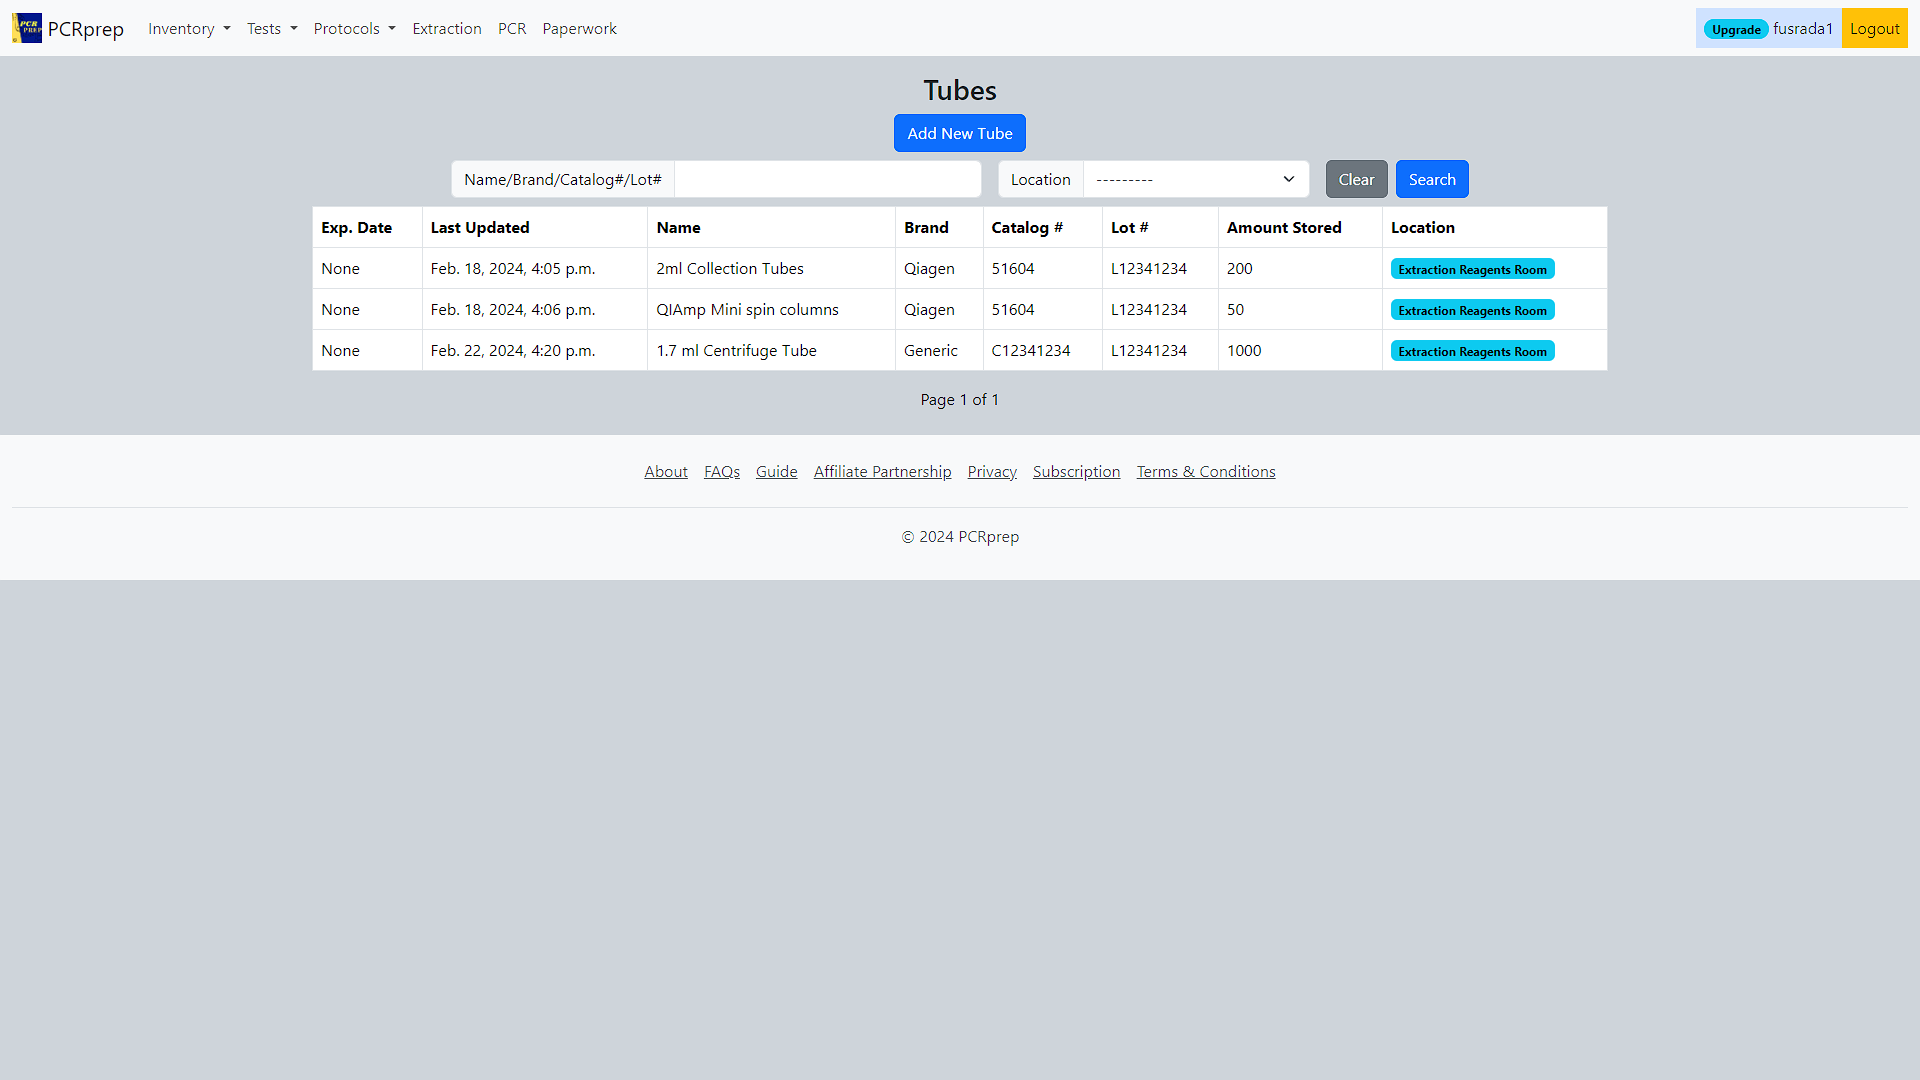 PCR PREP PCRprep Inventory Tests Protocols Extraction PCR Paperwork Upgrade fusrada1 Logout
Tubes
Add New Tube
Name/Brand/Catalog#/Lot# Location --------- Clear Search
Exp. Date Last Updated Name Brand Catalog # Lot # Amount Stored Location
None Feb. 18, 2024, 4:05 p.m. 2ml Collection Tubes Qiagen 51604 L12341234 200 Extraction Reagents Room
None Feb. 18, 2024, 4:06 p.m. QIAmp Mini spin columns Qiagen 51604 L12341234 50 Extraction Reagents Room
None Feb. 22, 2024, 4:20 p.m. 1.7 ml Centrifuge Tube Generic C12341234 L12341234 1000 Extraction Reagents Room
Page 1 of 1
About FAQs Guide Affiliate Partnership Privacy Subscription Terms & Conditions
© 2024 PCRprep